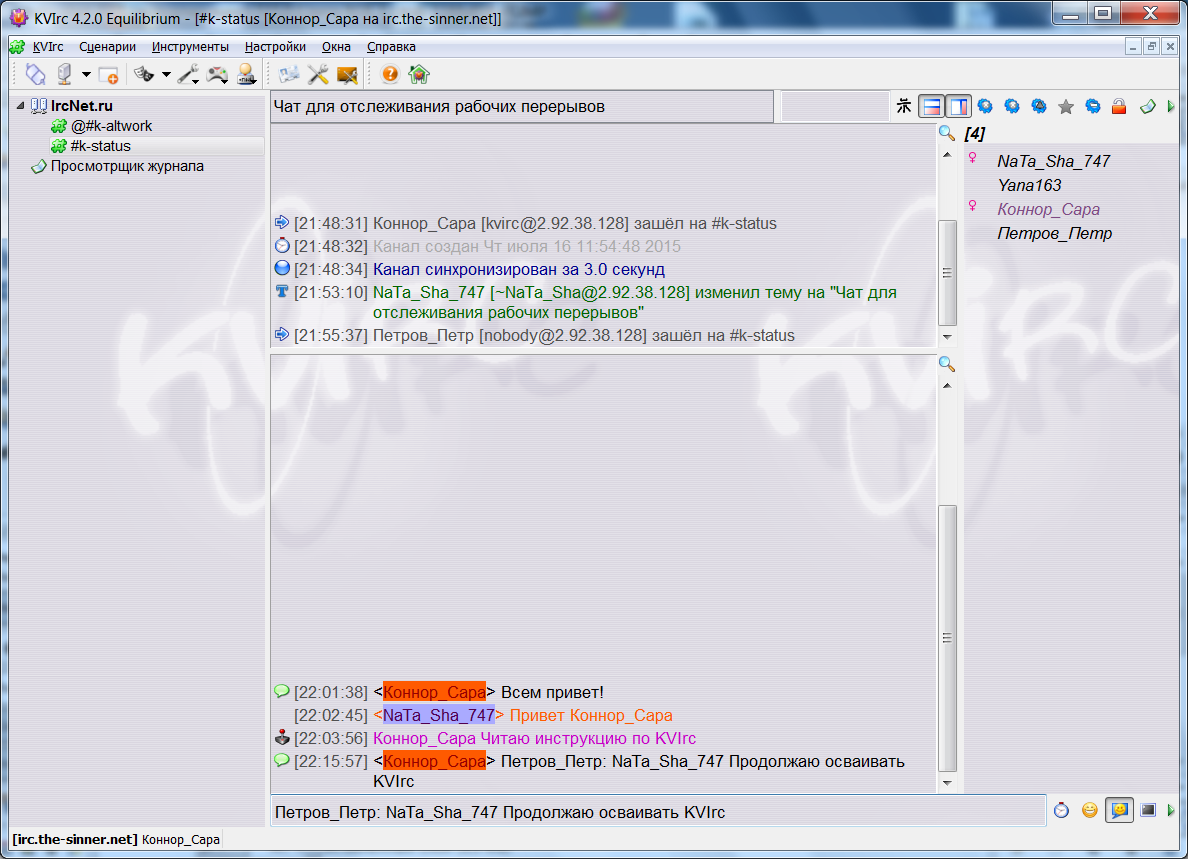 KVIrc 4.2.0 Equilibrium - [#k-status [Коннор_Сара на irc.the-sinner.net]]
KVIrc Сценарии Инструменты Настройки Окна Справка
IrcNet.ru
@#k-altwork
#k-status
Просмотрщик журнала
Чат для отслеживания рабочих перерывов
[21:48:31] Коннор_Сара [kvirc@2.92.38.128] зашёл на #k-status
[21:48:32] Канал создан Чт июля 16 11:54:48 2015
[21:48:34] Канал синхронизирован за 3.0 секунд
[21:53:10] NaTa_Sha_747 [~NaTa_Sha@2.92.38.128] изменил тему на "Чат для
отслеживания рабочих перерывов"
[21:55:37] Петров_Петр [nobody@2.92.38.128] зашёл на #k-status
[22:01:38] <Коннор_Сара> Всем привет!
[22:02:45] <NaTa_Sha_747> Привет Коннор_Сара
[22:03:56] Коннор_Сара Читаю инструкцию по KVIrc
[22:15:57] <Коннор_Сара> Петров_Петр: NaTa_Sha_747 Продолжаю осваивать
KVIrc
Петров_Петр: NaTa_Sha_747 Продолжаю осваивать KVIrc
[4]
NaTa_Sha_747
Yana163
Коннор_Сара
Петров_Петр
[irc.the-sinner.net] Коннор_Сара
KVIRC
KVIRC